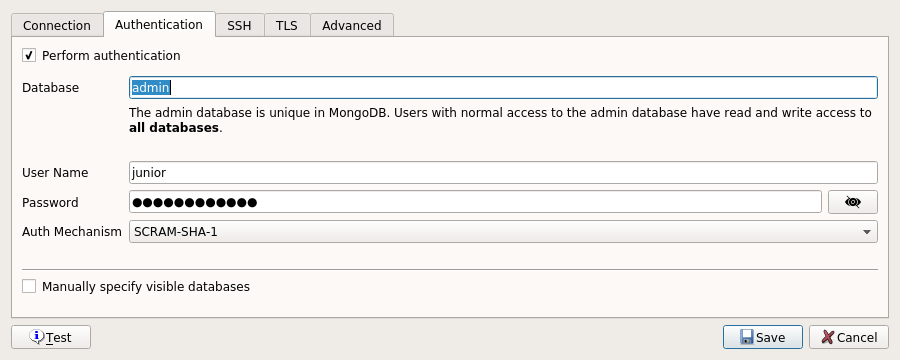 Connection Authentication SSH TLS Advanced
Perform authentication
Database admin
The admin database is unique in MongoDB. Users with normal access to the admin database have read and write access to
all databases.
User Name junior
Password ●●●●●●●●●●●●
Auth Mechanism SCRAM-SHA-1
Manually specify visible databases
Test Save Cancel